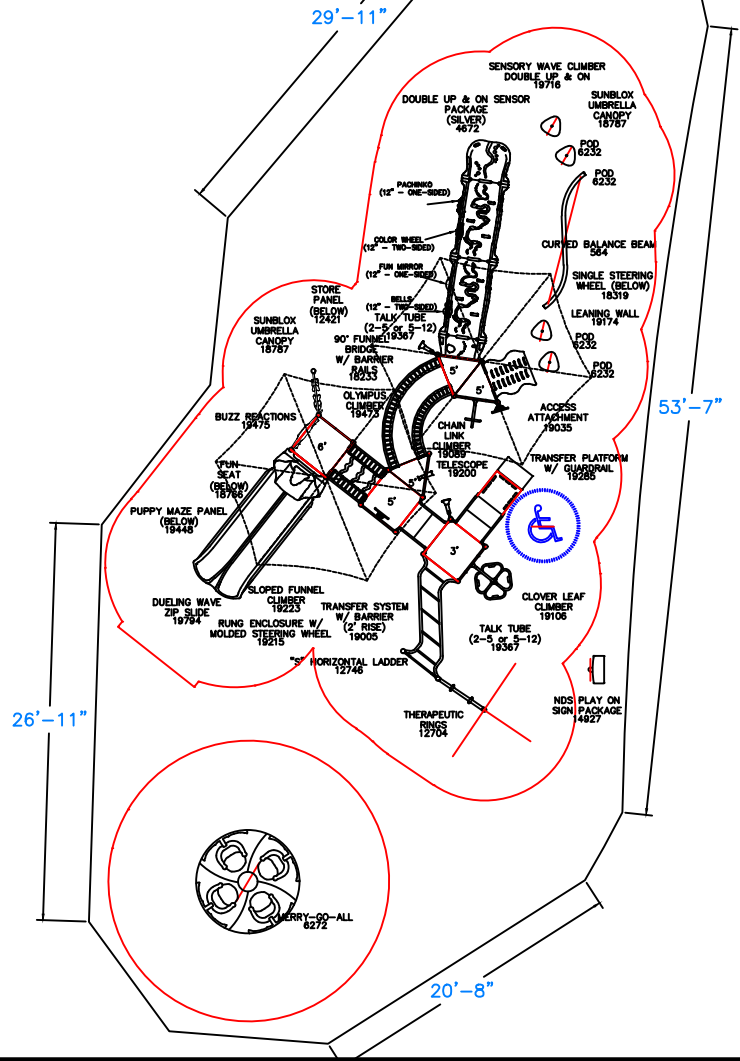 29'-11"
SENSORY WAVE CLIMBER
DOUBLE UP & ON
19716
DOUBLE UP & ON SENSOR
PACKAGE
(SILVER)
4672
SUNBLOX
UMBRELLA
CANOPY
18787
POD
6232
POD
6232
PACHINKO
(12" - ONE-SIDED)
COLOR WHEEL
(12" - TWO-SIDED)
FUN MIRROR
(12" - ONE-SIDED)
BELLS
(12" - TWO-SIDED)
TALK TUBE
(2-5 or 5-12)
19367
CURVED BALANCE BEAM
564
SINGLE STEERING
WHEEL (BELOW)
18319
LEANING WALL
19174
POD
6232
POD
6232
STORE
PANEL
(BELOW)
12421
SUNBLOX
UMBRELLA
CANOPY
18787
90° FUNNEL
BRIDGE
W/ BARRIER
RAILS
18233
OLYMPUS
CLIMBER
19473
BUZZ REACTIONS
19475
5'
5'
6'
5'
5'
3'
53'-7"
ACCESS
ATTACHMENT
19035
CHAIN
LINK
CLIMBER
19089
TELESCOPE
19200
TRANSFER PLATFORM
W/ GUARDRAIL
19285
FUN
SEAT
(BELOW)
18766
PUPPY MAZE PANEL
(BELOW)
19448
DUELING WAVE
ZIP SLIDE
19794
SLOPED FUNNEL
CLIMBER
19223
RUNG ENCLOSURE W/
MOLDED STEERING WHEEL
19215
TRANSFER SYSTEM
W/ BARRIER
(2' RISE)
19005
CLOVER LEAF
CLIMBER
19106
TALK TUBE
(2-5 or 5-12)
19367
"S" HORIZONTAL LADDER
12746
THERAPEUTIC
RINGS
12704
NDS PLAY ON
SIGN PACKAGE
14927
26'-11"
MERRY-GO-ALL
6272
20'-8"